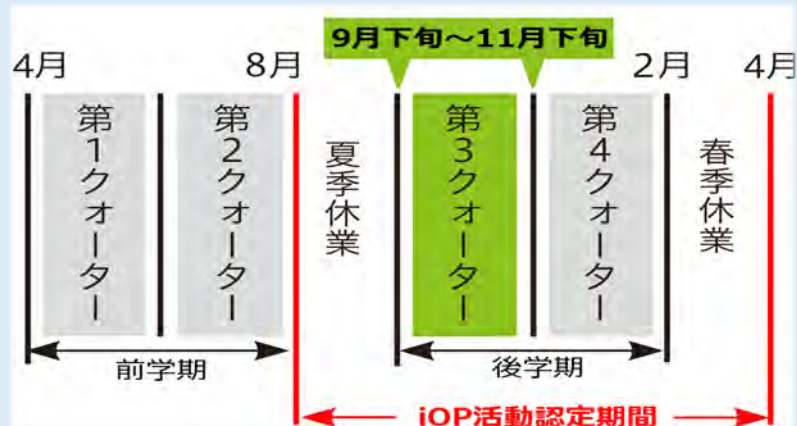 9月下旬～11月下旬
4月
8月
2月
4月
第1クォーター
第2クォーター
夏季休業
第3クォーター
第4クォーター
春季休業
前学期
後学期
iOP活動認定期間